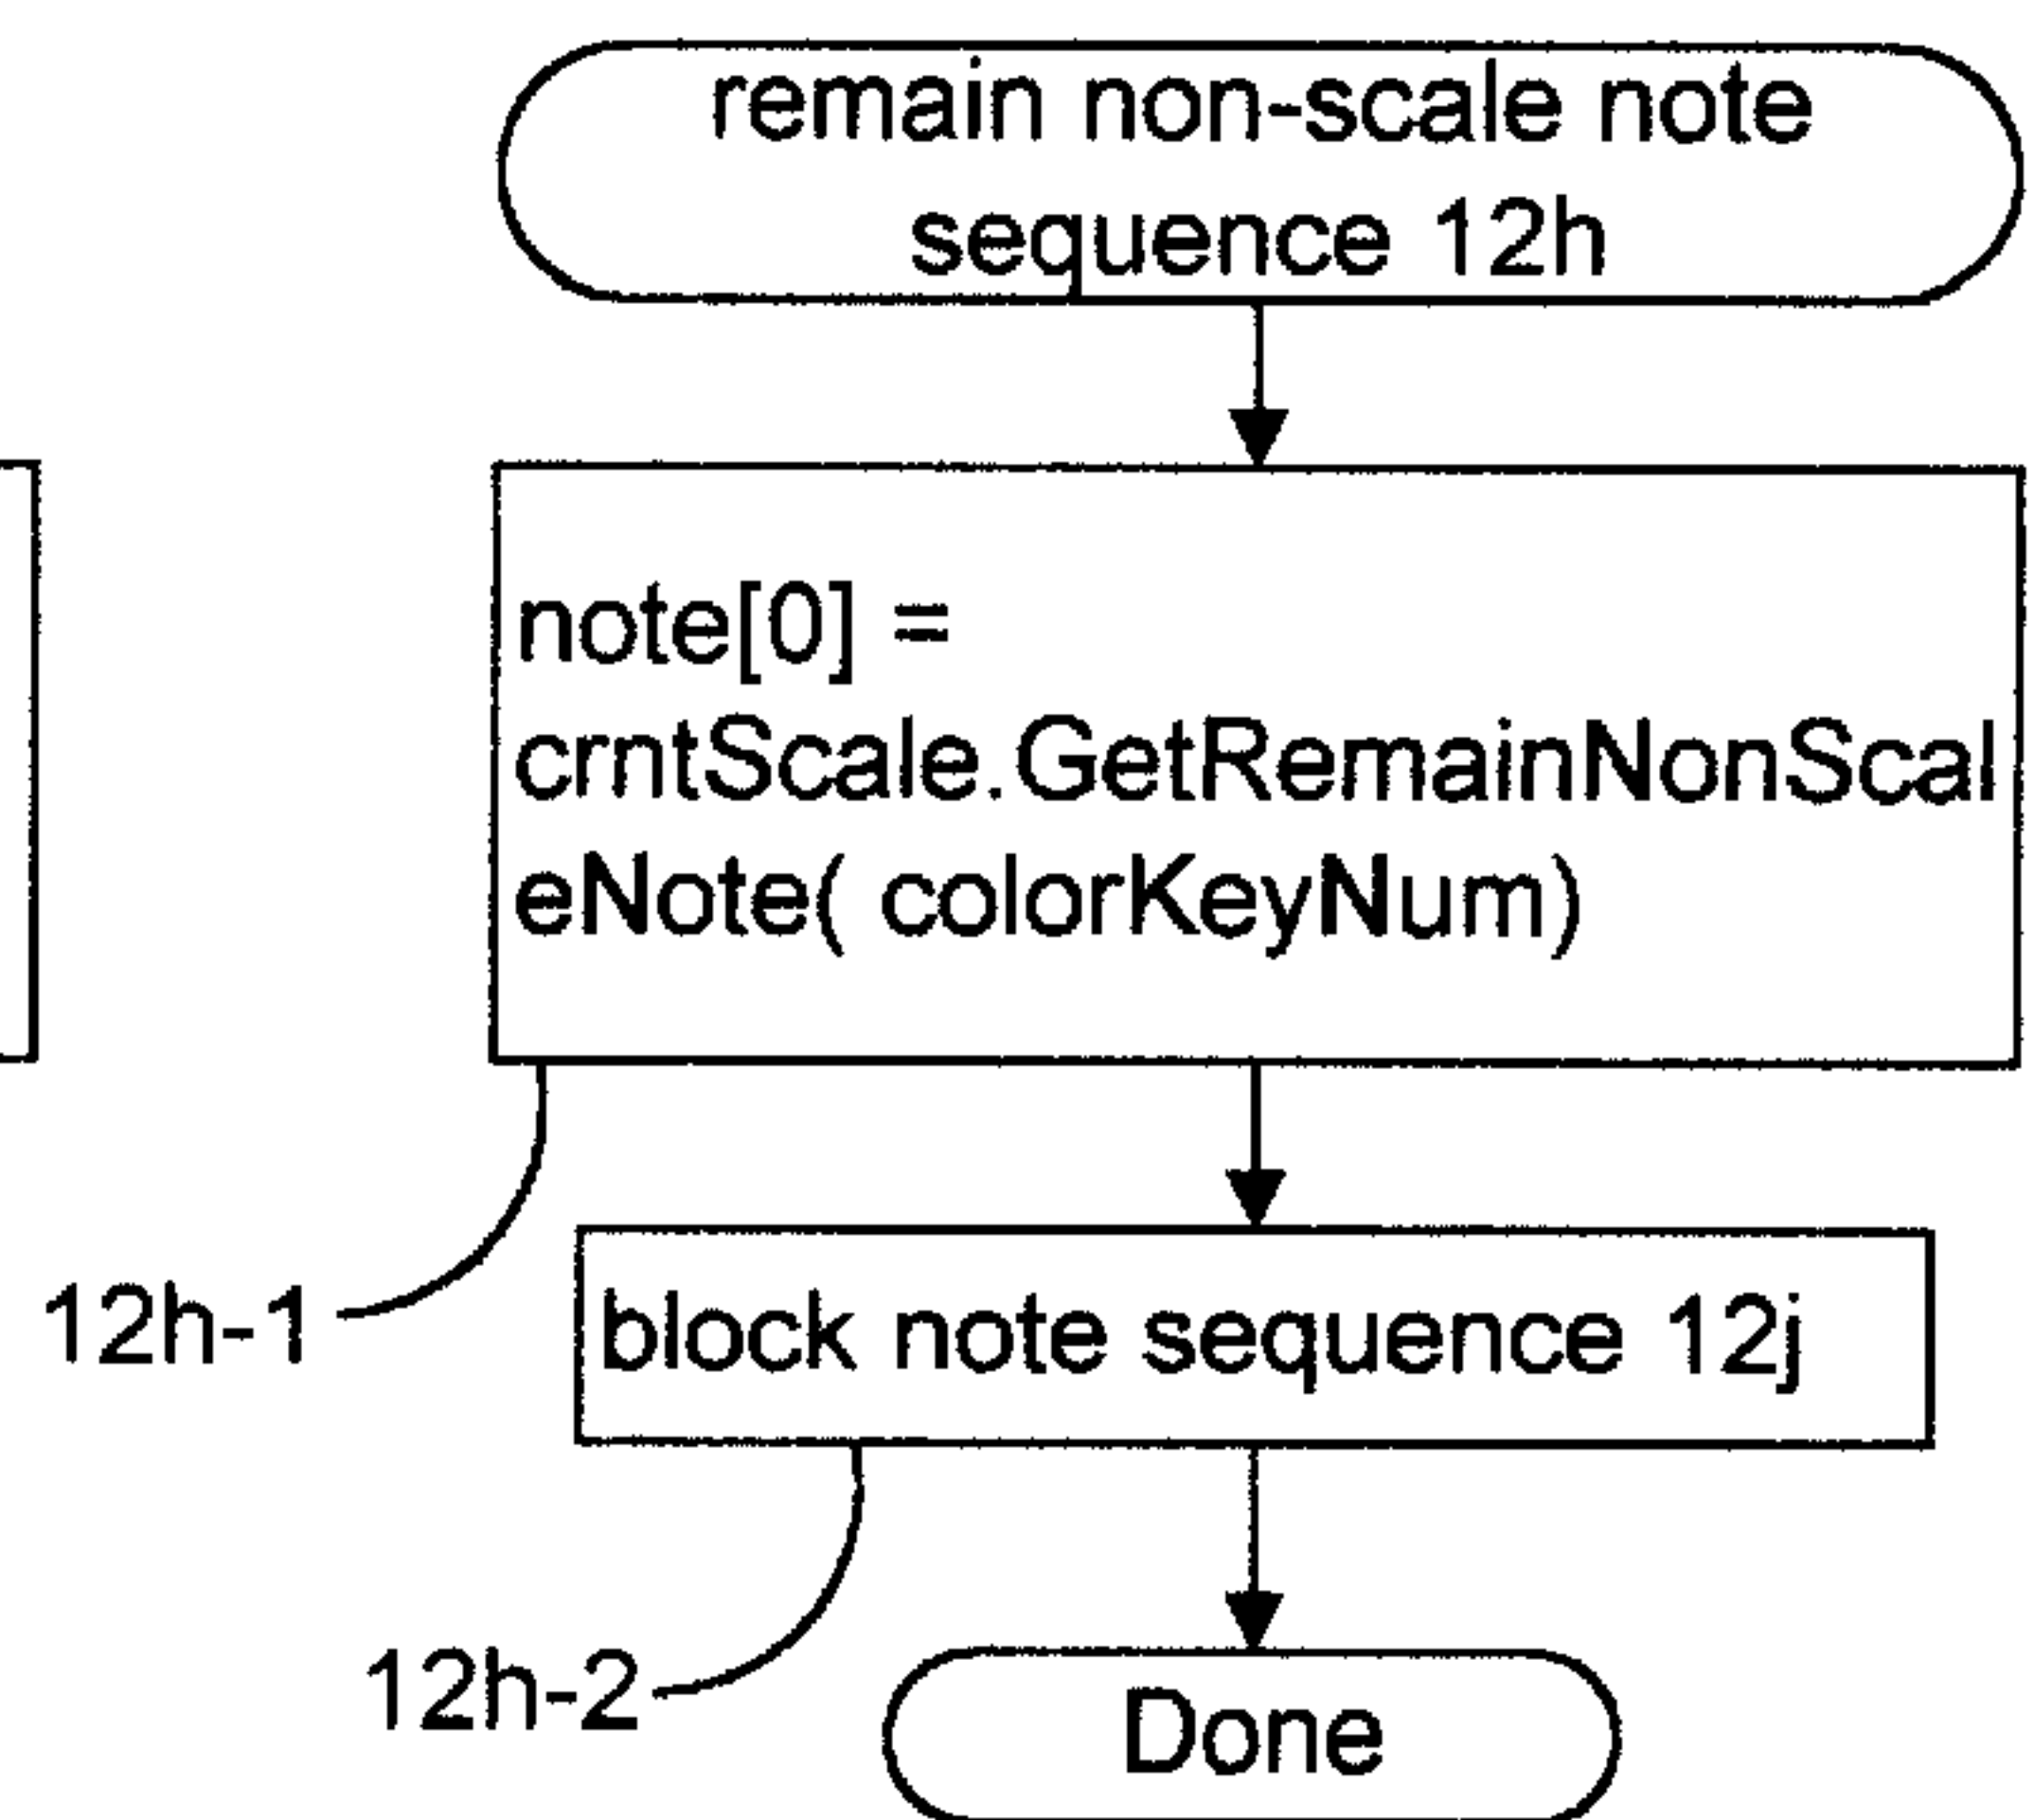 remain non-scale note
sequence 12h
note[0] =
crntScale.GetRemainNonScal
eNote( colorKeyNum)
12h-1
block note sequence 12j
12h-2
Done